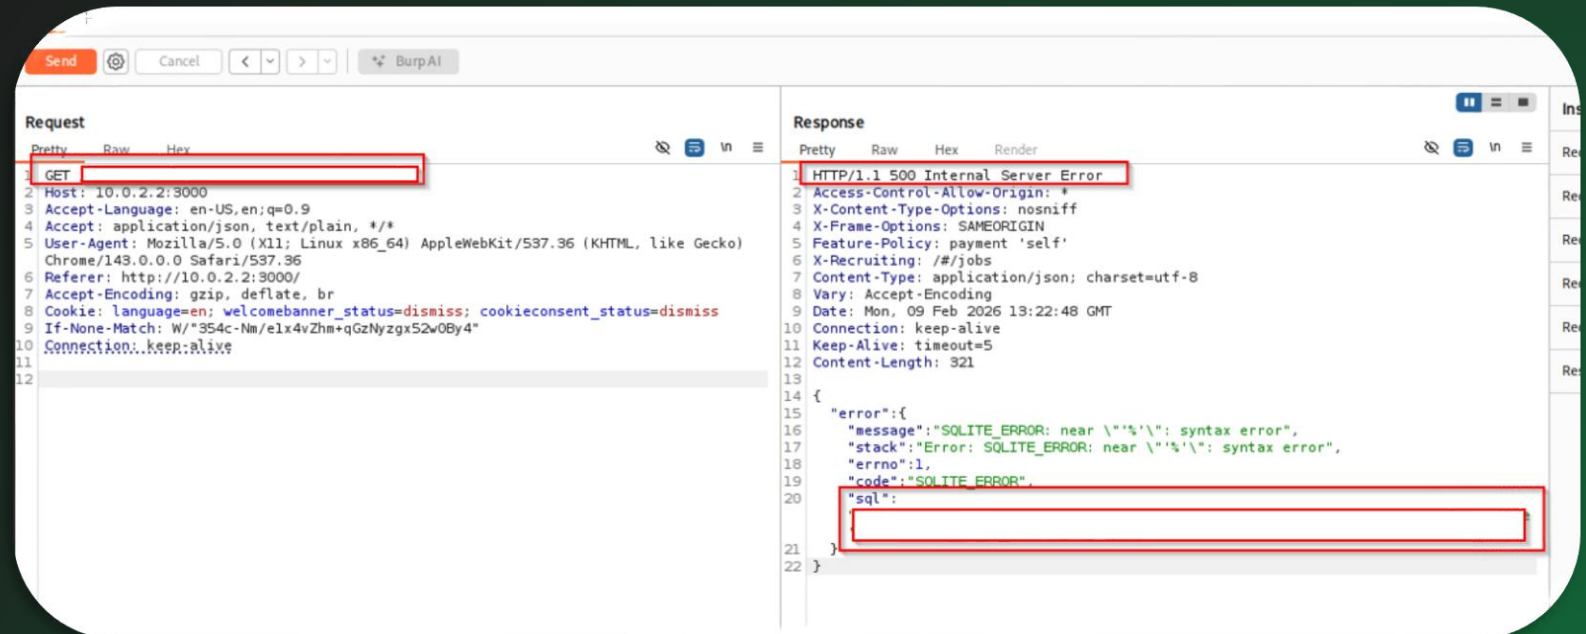 Send Cancel < > BurpAI
Request
Pretty Raw Hex \n
1 GET
2 Host: 10.0.2.2:3000
3 Accept-Language: en-US,en;q=0.9
4 Accept: application/json, text/plain, */*
5 User-Agent: Mozilla/5.0 (X11; Linux x86_64) AppleWebKit/537.36 (KHTML, like Gecko)
Chrome/143.0.0.0 Safari/537.36
6 Referer: http://10.0.2.2:3000/
7 Accept-Encoding: gzip, deflate, br
8 Cookie: language=en; welcomebanner_status=dismiss; cookieconsent_status=dismiss
9 If-None-Match: W/"354c-Nm/e1x4vZhm+qGzNyzgx52w0By4"
10 Connection: keep-alive
11
12
Response
Pretty Raw Hex Render \n
1 HTTP/1.1 500 Internal Server Error
2 Access-Control-Allow-Origin: *
3 X-Content-Type-Options: nosniff
4 X-Frame-Options: SAMEORIGIN
5 Feature-Policy: payment 'self'
6 X-Recruiting: /#/jobs
7 Content-Type: application/json; charset=utf-8
8 Vary: Accept-Encoding
9 Date: Mon, 09 Feb 2026 13:22:48 GMT
10 Connection: keep-alive
11 Keep-Alive: timeout=5
12 Content-Length: 321
13
14 {
15 "error":{
16 "message":"SQLITE_ERROR: near \"'%'\": syntax error",
17 "stack":"Error: SQLITE_ERROR: near \"'%'\": syntax error",
18 "errno":1,
19 "code":"SQLITE_ERROR",
20 "sql":
21 }
22 }
Ins
Rec
Rec
Rec
Rec
Rec
Res